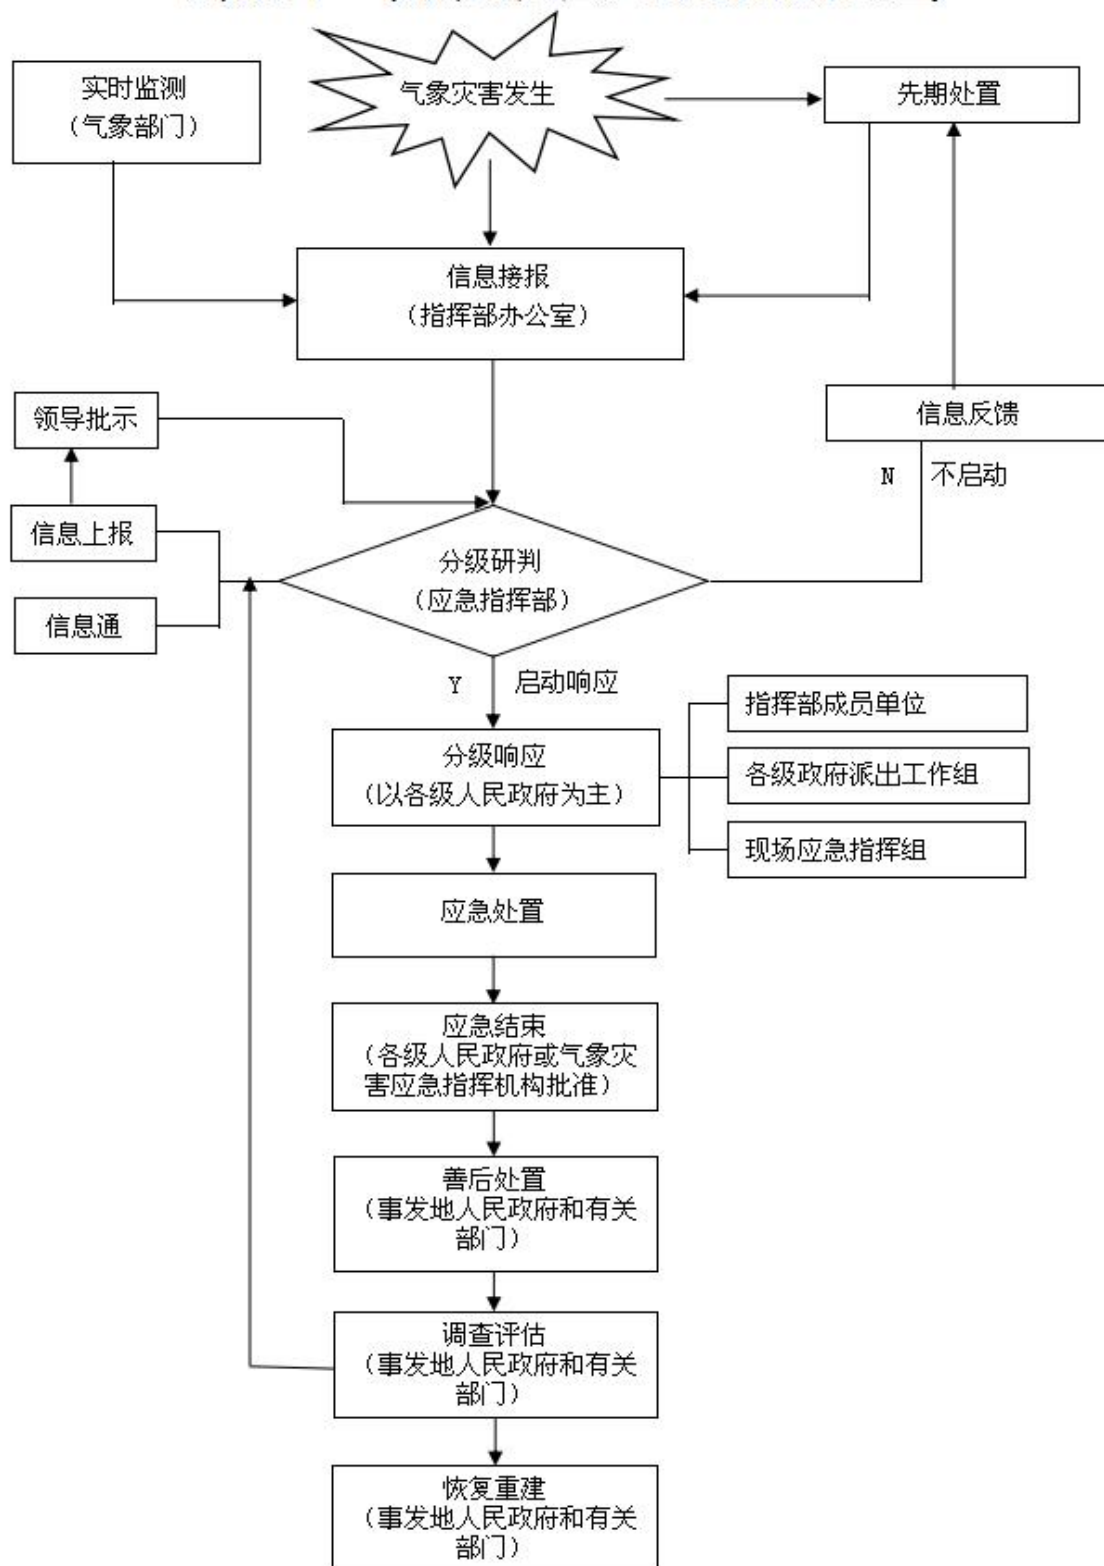 实时监测
（气象部门）
气象灾害发生
先期处置
信息接报
（指挥部办公室）
领导批示
信息反馈
N 不启动
信息上报
分级研判
（应急指挥部）
信息通
Y 启动响应
指挥部成员单位
分级响应
（以各级人民政府为主）
各级政府派出工作组
现场应急指挥组
应急处置
应急结束
（各级人民政府或气象灾
害应急指挥机构批准）
善后处置
（事发地人民政府和有关
部门）
调查评估
（事发地人民政府和有关
部门）
恢复重建
（事发地人民政府和有关
部门）